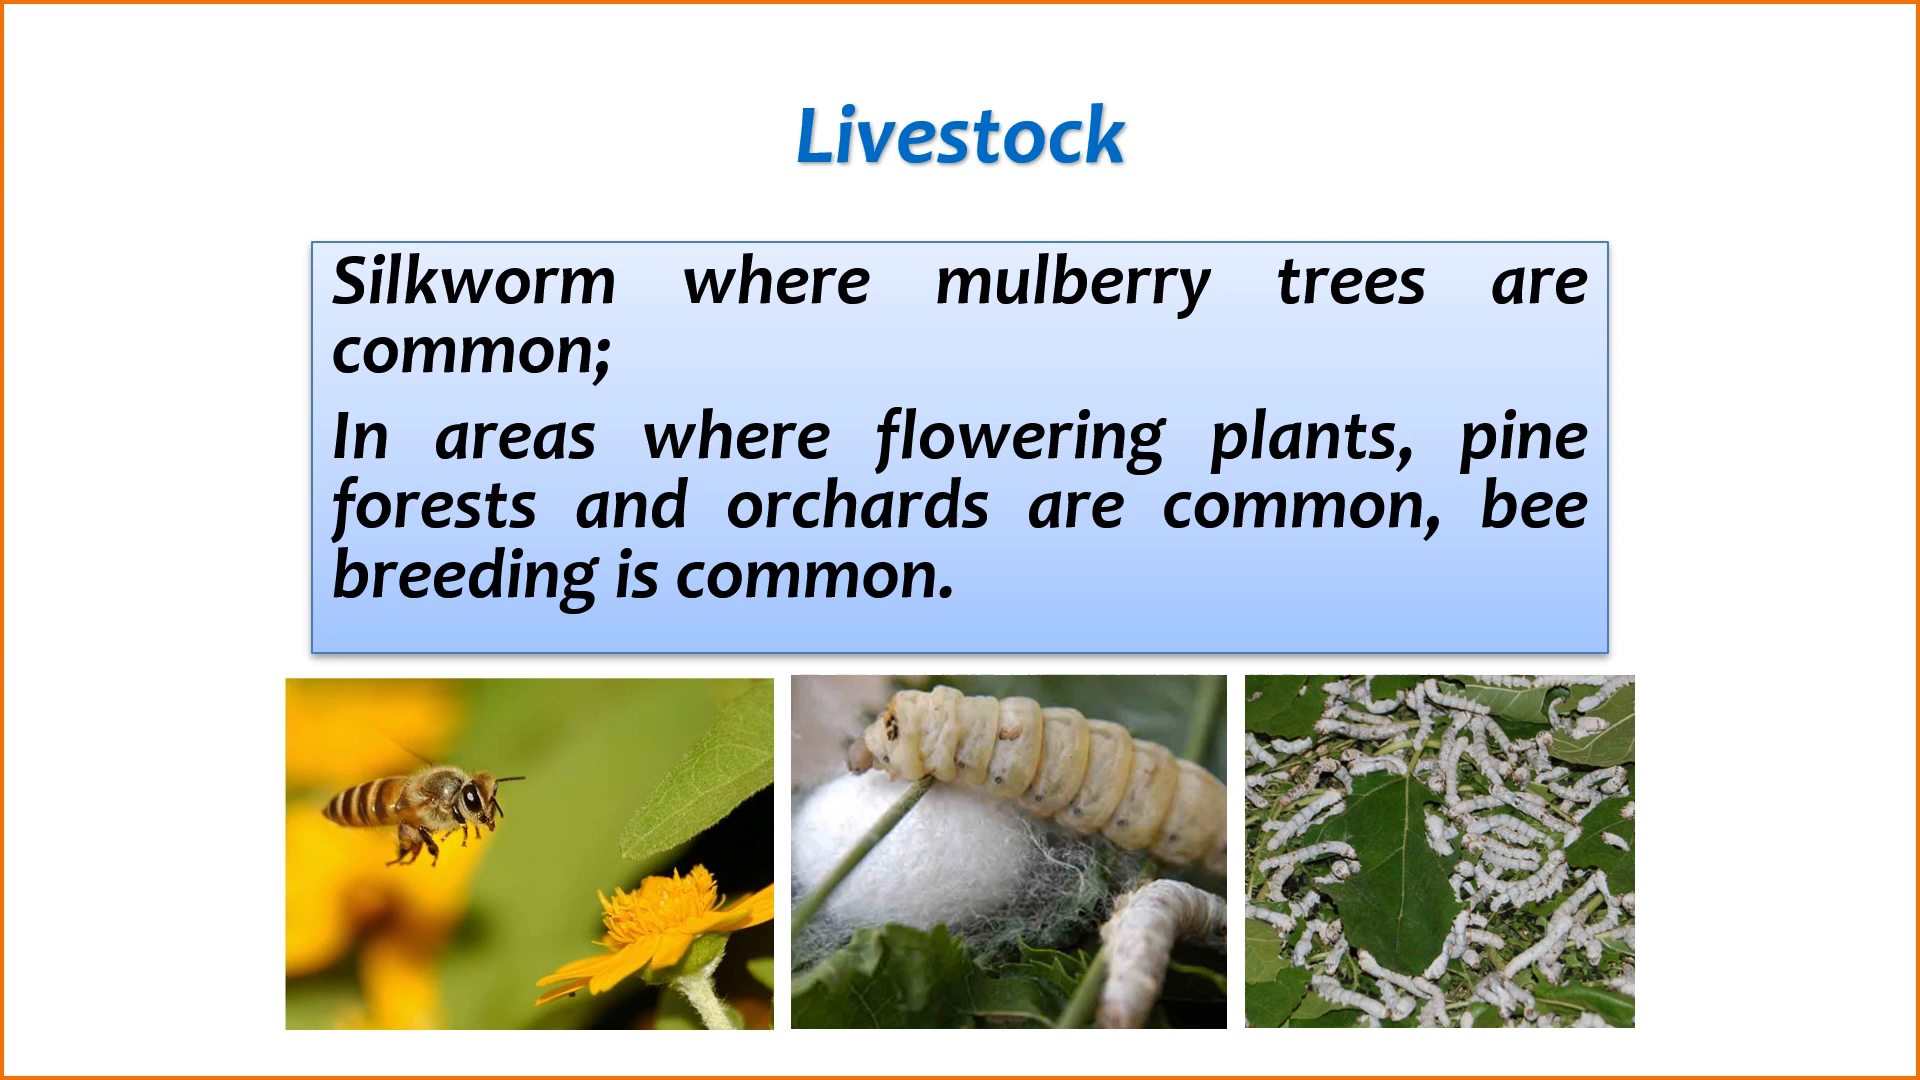 Livestock
Silkworm where mulberry trees are
common;
In areas where flowering plants, pine
forests and orchards are common, bee
breeding is common.